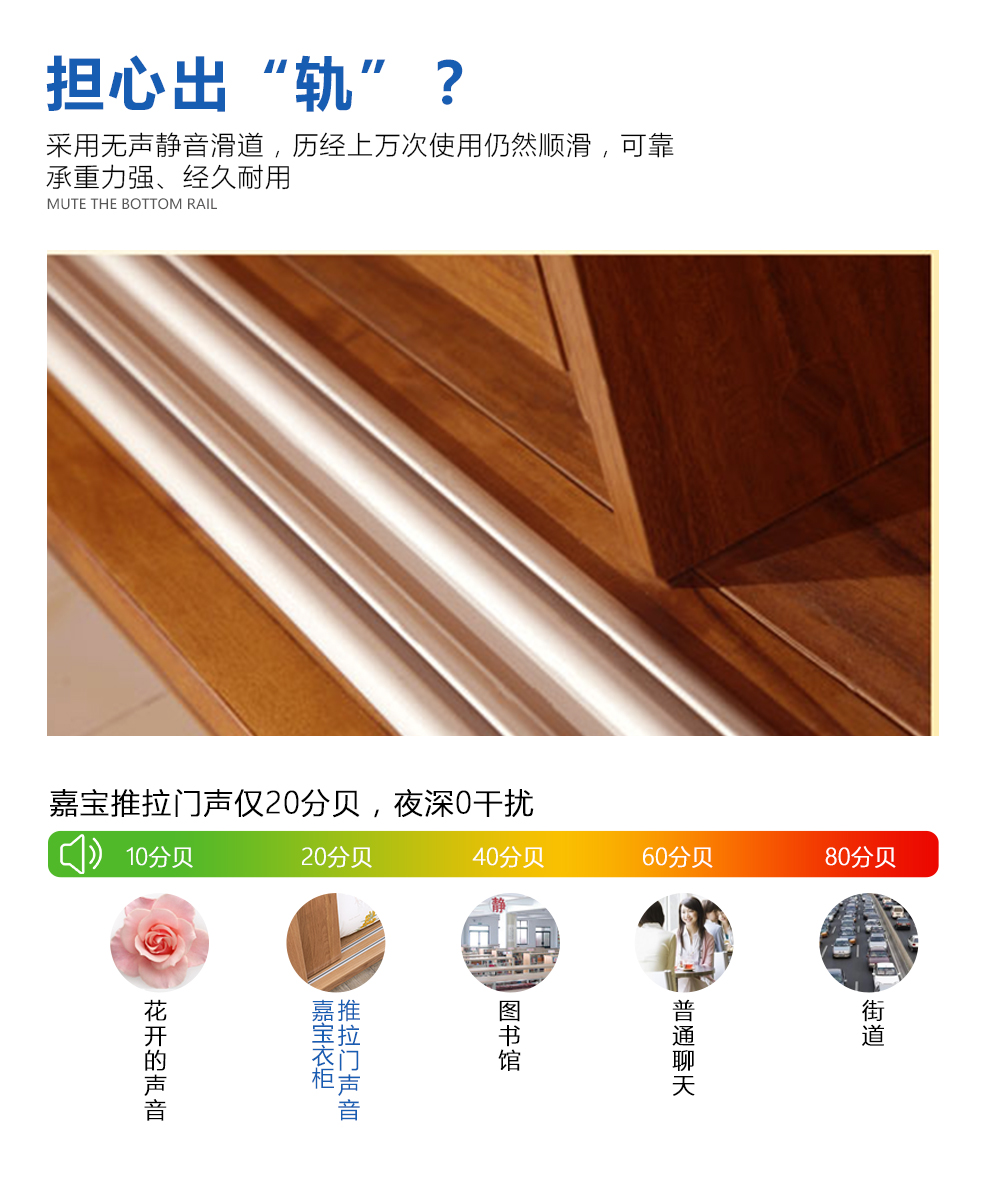 担心出“轨”？
采用无声静音滑道，历经上万次使用仍然顺滑，可靠
承重力强、经久耐用
MUTE THE BOTTOM RAIL
嘉宝推拉门声仅20分贝，夜深0干扰
10分贝
20分贝
40分贝
60分贝
80分贝
静
花开的声音
嘉宝衣柜
推拉门声音
图书馆
普通聊天
街道